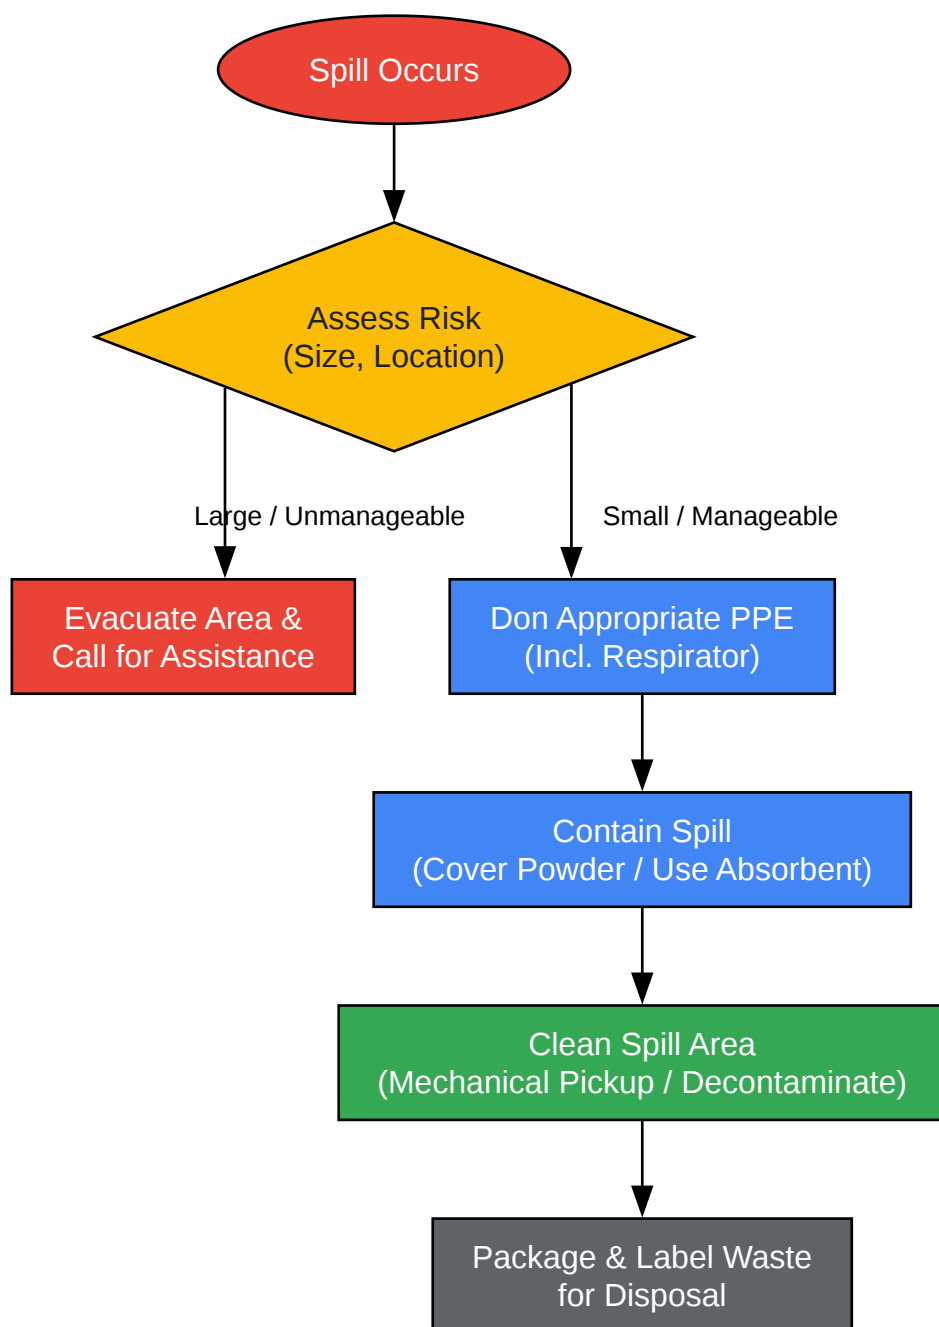 Spill Occurs
Assess Risk
(Size, Location)
Large / Unmanageable
Small / Manageable
Evacuate Area &
Call for Assistance
Don Appropriate PPE
(Incl. Respirator)
Contain Spill
(Cover Powder / Use Absorbent)
Clean Spill Area
(Mechanical Pickup / Decontaminate)
Package & Label Waste
for Disposal